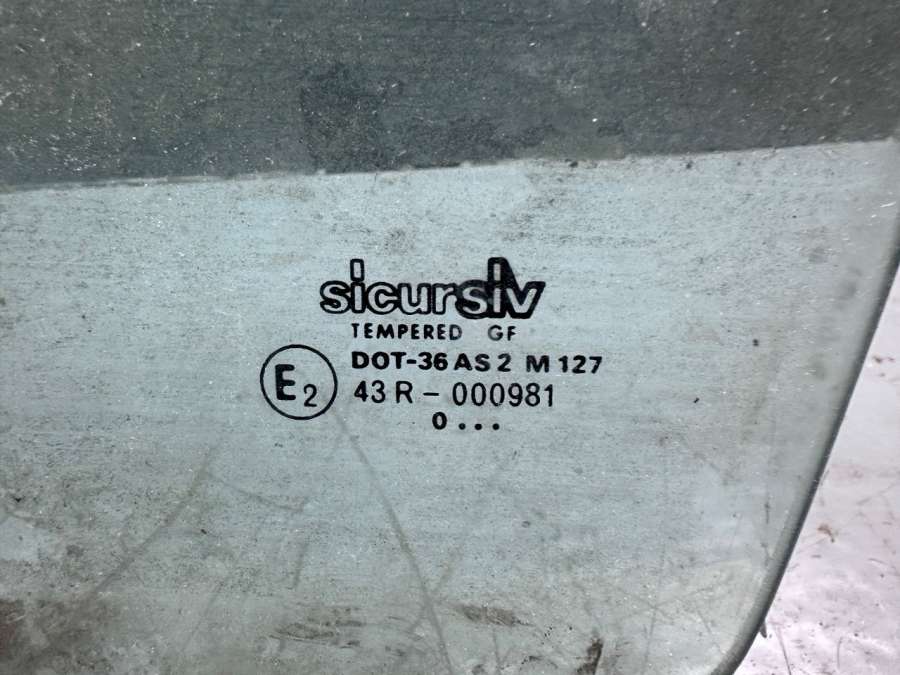 sicursiv
TEMPERED GF
DOT-36 AS 2 M 127
E2 43 R - 000981
0...